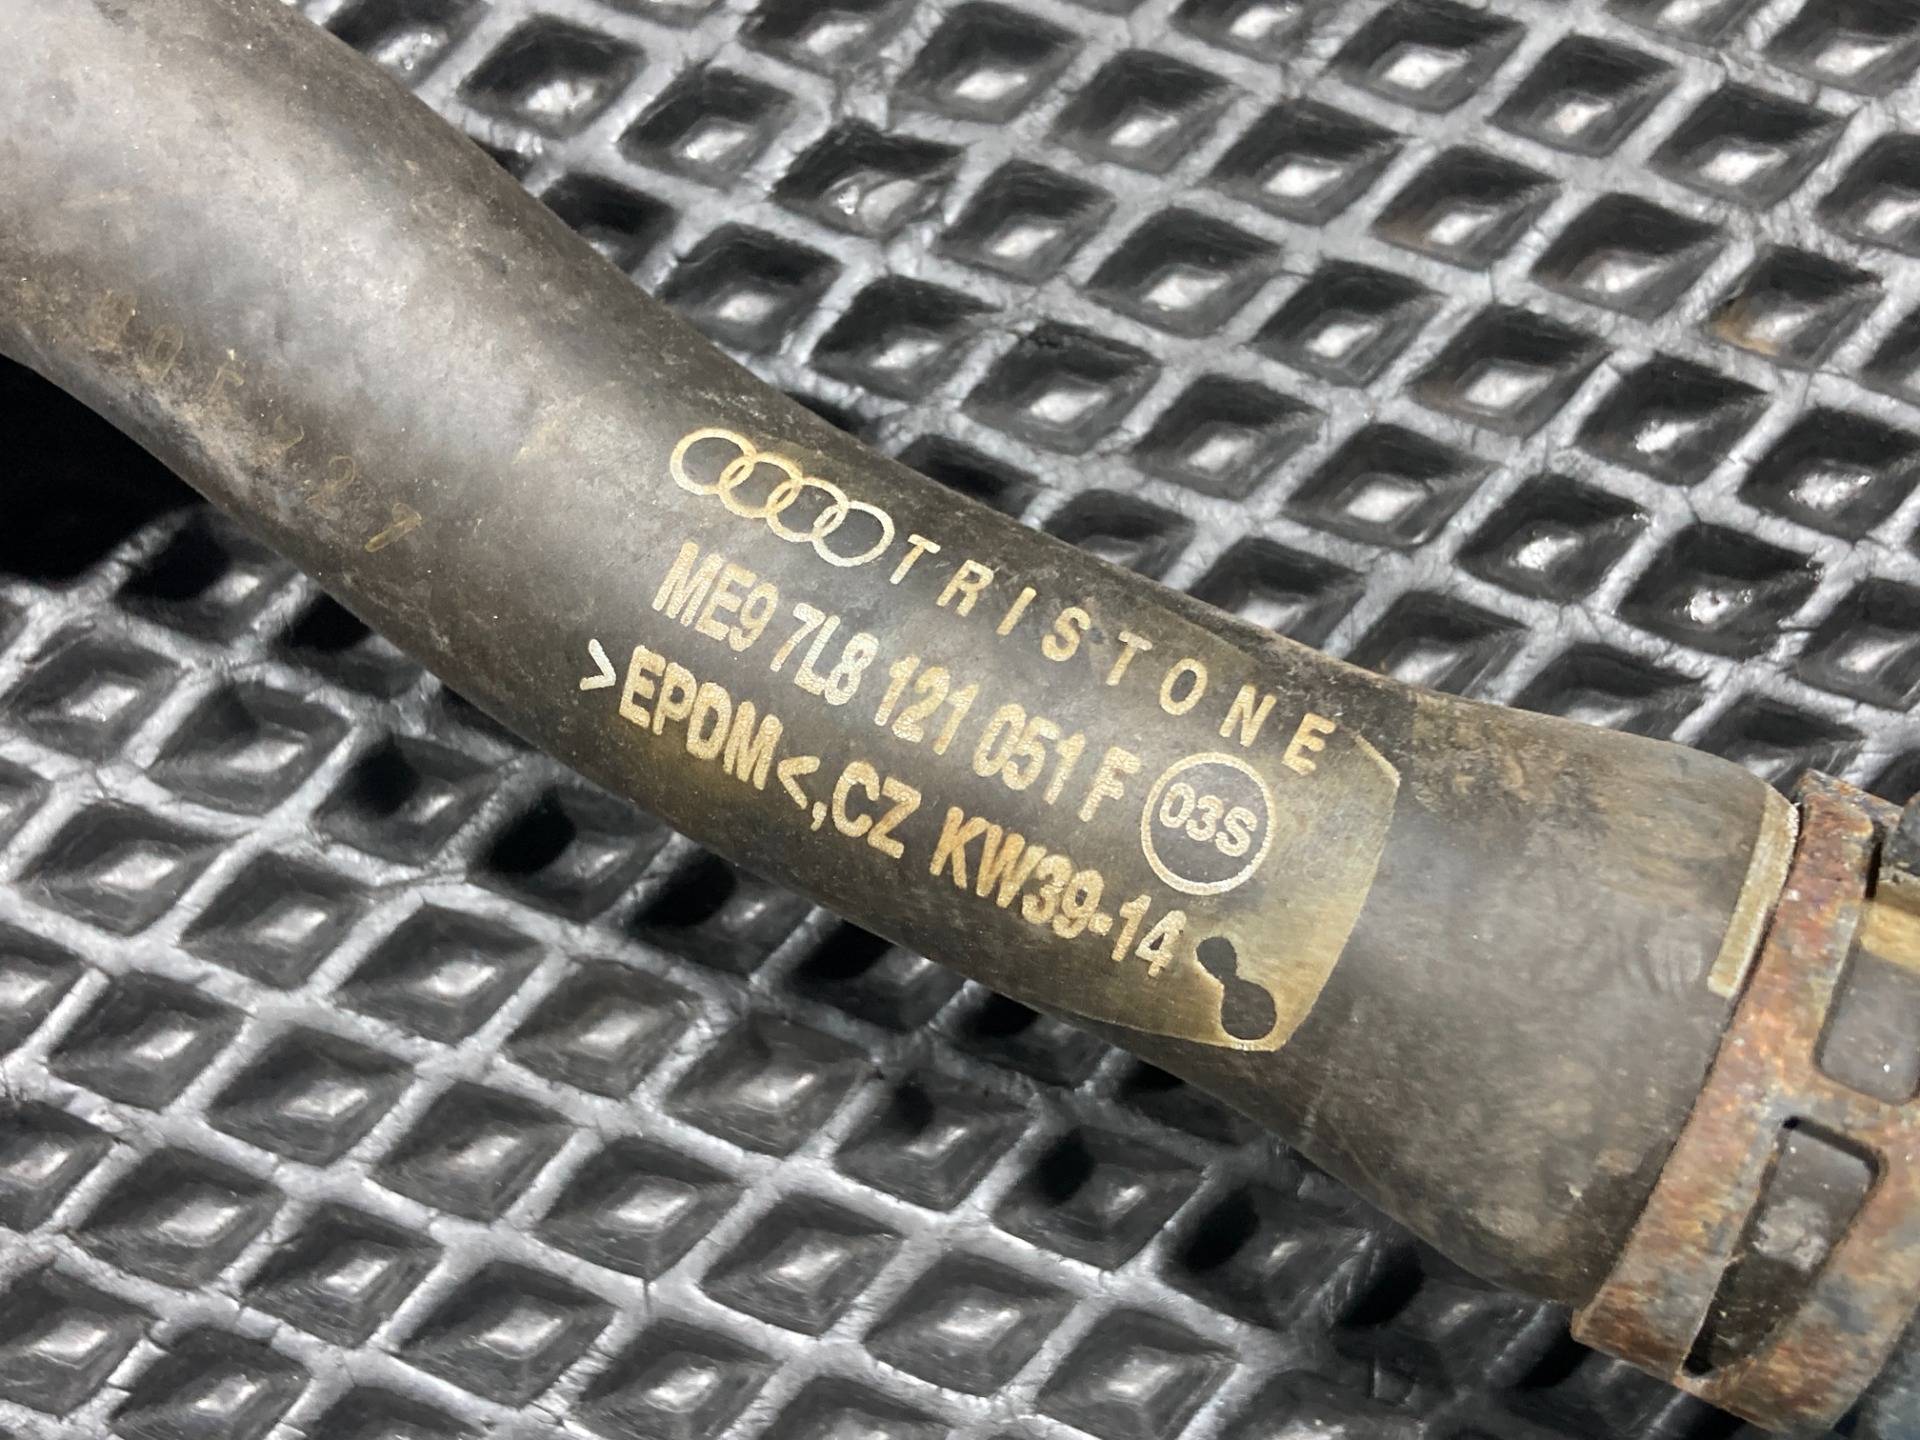 TRISTONE
ME9 7L8 121 051 F 03S
>EPDM<,CZ KW39-14